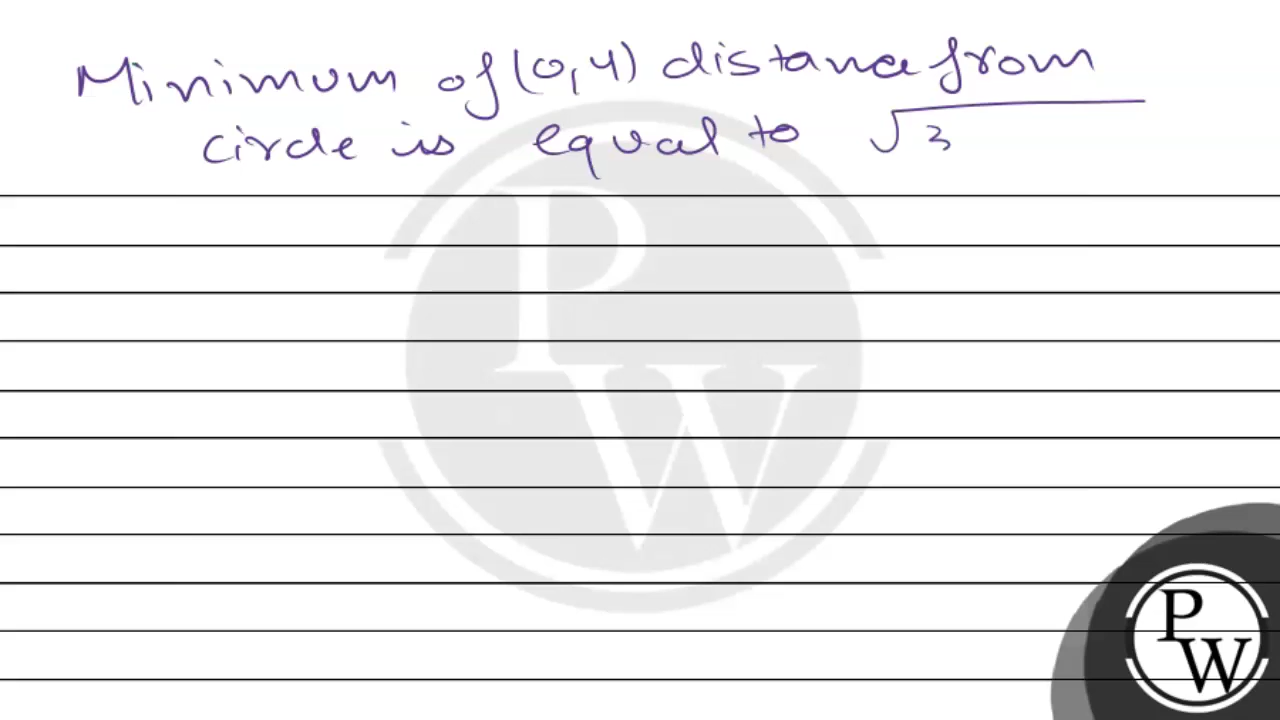 Minimum of (0,4) distance from
circle is equal to √3
P
W
P
W